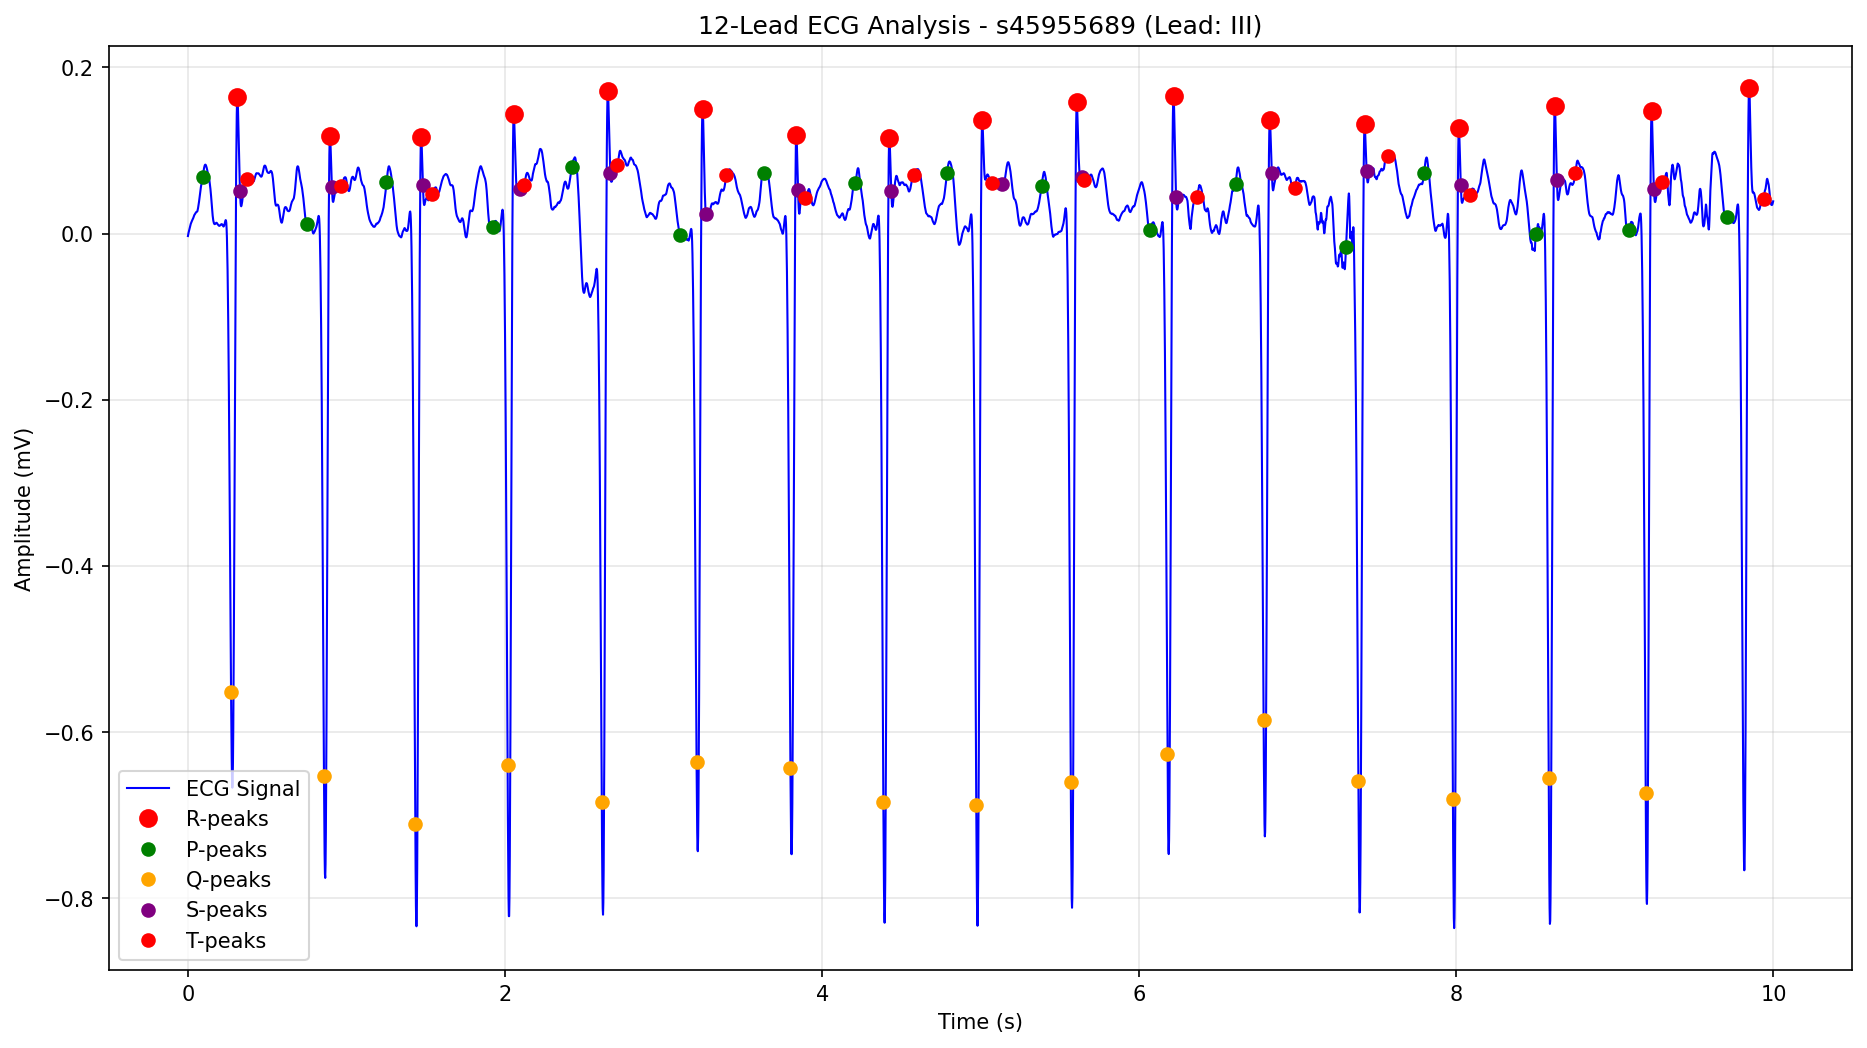 12-Lead ECG Analysis - s45955689 (Lead: III)
Amplitude (mV)
0.2
0.0
−0.2
−0.4
−0.6
−0.8
ECG Signal
R-peaks
P-peaks
Q-peaks
S-peaks
T-peaks
0 2 4 6 8 10
Time (s)